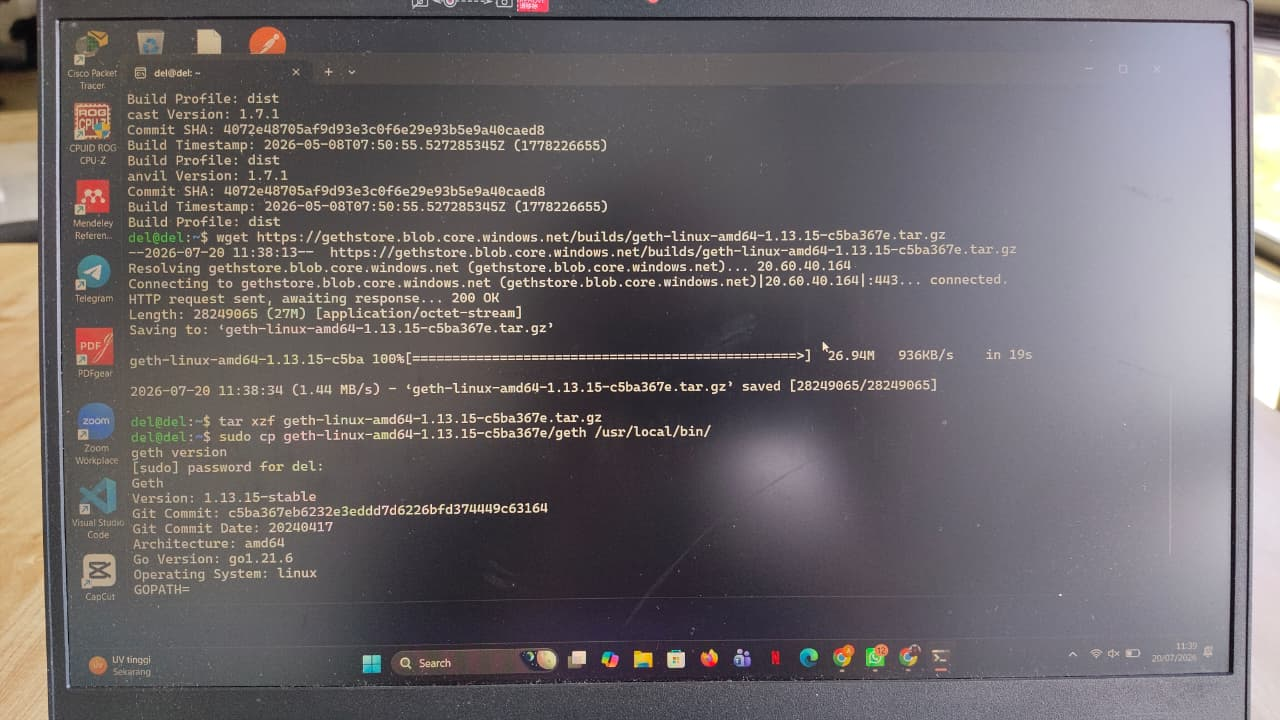 Cisco Packet
Tracer
CPUID ROG
CPU-Z
Mendeley
Referen...
Telegram
PDFgear
Zoom
Workplace
Visual Studio
Code
CapCut
del@del: ~
Build Profile: dist
cast Version: 1.7.1
Commit SHA: 4072e48705af9d93e3c0f6e29e93b5e9a40caed8
Build Timestamp: 2026-05-08T07:50:55.527285345Z (1778226655)
Build Profile: dist
anvil Version: 1.7.1
Commit SHA: 4072e48705af9d93e3c0f6e29e93b5e9a40caed8
Build Timestamp: 2026-05-08T07:50:55.527285345Z (1778226655)
Build Profile: dist
del@del:~$ wget https://gethstore.blob.core.windows.net/builds/geth-linux-amd64-1.13.15-c5ba367e.tar.gz
--2026-07-20 11:38:13--  https://gethstore.blob.core.windows.net/builds/geth-linux-amd64-1.13.15-c5ba367e.tar.gz
Resolving gethstore.blob.core.windows.net (gethstore.blob.core.windows.net)... 20.60.40.164
Connecting to gethstore.blob.core.windows.net (gethstore.blob.core.windows.net)|20.60.40.164|:443... connected.
HTTP request sent, awaiting response... 200 OK
Length: 28249065 (27M) [application/octet-stream]
Saving to: ‘geth-linux-amd64-1.13.15-c5ba367e.tar.gz’
geth-linux-amd64-1.13.15-c5ba 100%[================================================>]  26.94M   936KB/s    in 19s
2026-07-20 11:38:34 (1.44 MB/s) - ‘geth-linux-amd64-1.13.15-c5ba367e.tar.gz’ saved [28249065/28249065]
del@del:~$ tar xzf geth-linux-amd64-1.13.15-c5ba367e.tar.gz
del@del:~$ sudo cp geth-linux-amd64-1.13.15-c5ba367e/geth /usr/local/bin/
geth version
[sudo] password for del:
Geth
Version: 1.13.15-stable
Git Commit: c5ba367eb6232e3eddd7d6226bfd374449c63164
Git Commit Date: 20240417
Architecture: amd64
Go Version: go1.21.6
Operating System: linux
GOPATH=
UV tinggi
Sekarang
Search
11:39
20/07/2026